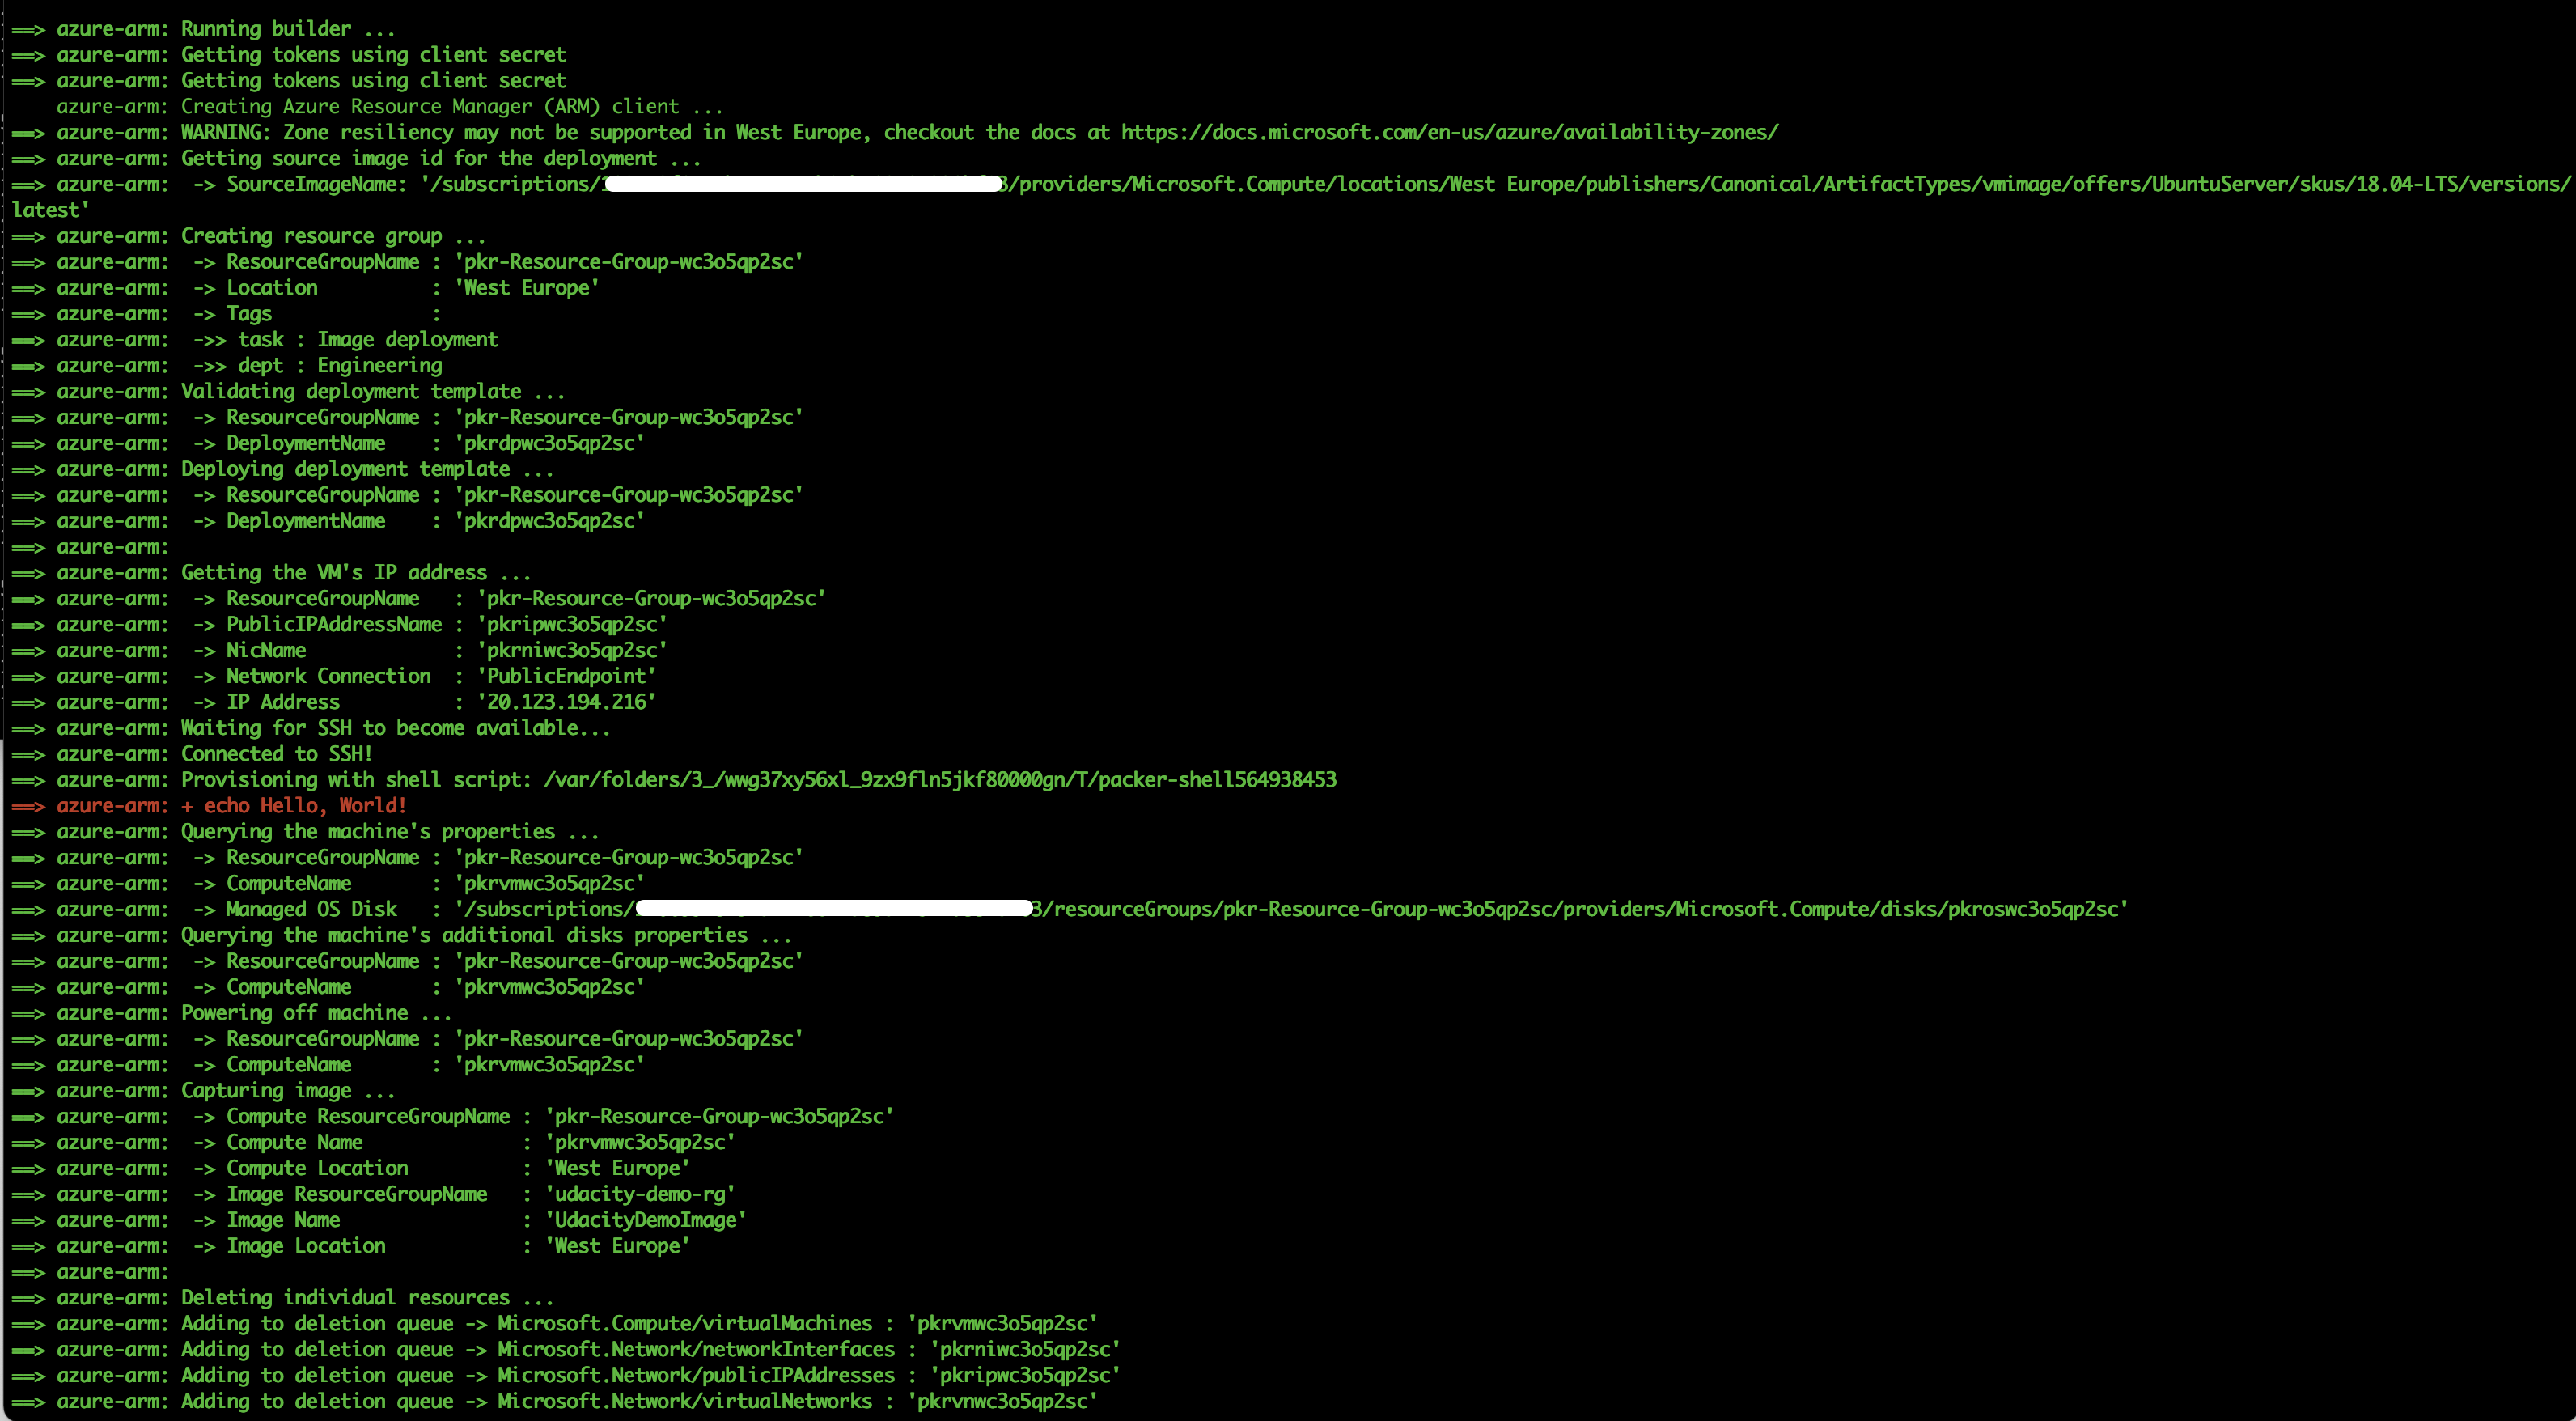 ==> azure-arm: Running builder ...
==> azure-arm: Getting tokens using client secret
==> azure-arm: Getting tokens using client secret
    azure-arm: Creating Azure Resource Manager (ARM) client ...
==> azure-arm: WARNING: Zone resiliency may not be supported in West Europe, checkout the docs at https://docs.microsoft.com/en-us/azure/availability-zones/
==> azure-arm: Getting source image id for the deployment ...
==> azure-arm:  -> SourceImageName: '/subscriptions/ 3/providers/Microsoft.Compute/locations/West Europe/publishers/Canonical/ArtifactTypes/vmimage/offers/UbuntuServer/skus/18.04-LTS/versions/
latest'
==> azure-arm: Creating resource group ...
==> azure-arm:  -> ResourceGroupName : 'pkr-Resource-Group-wc3o5qp2sc'
==> azure-arm:  -> Location          : 'West Europe'
==> azure-arm:  -> Tags              :
==> azure-arm:  ->> task : Image deployment
==> azure-arm:  ->> dept : Engineering
==> azure-arm: Validating deployment template ...
==> azure-arm:  -> ResourceGroupName : 'pkr-Resource-Group-wc3o5qp2sc'
==> azure-arm:  -> DeploymentName    : 'pkrdpwc3o5qp2sc'
==> azure-arm: Deploying deployment template ...
==> azure-arm:  -> ResourceGroupName : 'pkr-Resource-Group-wc3o5qp2sc'
==> azure-arm:  -> DeploymentName    : 'pkrdpwc3o5qp2sc'
==> azure-arm:
==> azure-arm: Getting the VM's IP address ...
==> azure-arm:  -> ResourceGroupName   : 'pkr-Resource-Group-wc3o5qp2sc'
==> azure-arm:  -> PublicIPAddressName : 'pkripwc3o5qp2sc'
==> azure-arm:  -> NicName             : 'pkrniwc3o5qp2sc'
==> azure-arm:  -> Network Connection  : 'PublicEndpoint'
==> azure-arm:  -> IP Address          : '20.123.194.216'
==> azure-arm: Waiting for SSH to become available...
==> azure-arm: Connected to SSH!
==> azure-arm: Provisioning with shell script: /var/folders/3_/wwg37xy56xl_9zx9fln5jkf80000gn/T/packer-shell564938453
==> azure-arm: + echo Hello, World!
==> azure-arm: Querying the machine's properties ...
==> azure-arm:  -> ResourceGroupName : 'pkr-Resource-Group-wc3o5qp2sc'
==> azure-arm:  -> ComputeName       : 'pkrvmwc3o5qp2sc'
==> azure-arm:  -> Managed OS Disk   : '/subscriptions/ 3/resourceGroups/pkr-Resource-Group-wc3o5qp2sc/providers/Microsoft.Compute/disks/pkroswc3o5qp2sc'
==> azure-arm: Querying the machine's additional disks properties ...
==> azure-arm:  -> ResourceGroupName : 'pkr-Resource-Group-wc3o5qp2sc'
==> azure-arm:  -> ComputeName       : 'pkrvmwc3o5qp2sc'
==> azure-arm: Powering off machine ...
==> azure-arm:  -> ResourceGroupName : 'pkr-Resource-Group-wc3o5qp2sc'
==> azure-arm:  -> ComputeName       : 'pkrvmwc3o5qp2sc'
==> azure-arm: Capturing image ...
==> azure-arm:  -> Compute ResourceGroupName : 'pkr-Resource-Group-wc3o5qp2sc'
==> azure-arm:  -> Compute Name              : 'pkrvmwc3o5qp2sc'
==> azure-arm:  -> Compute Location          : 'West Europe'
==> azure-arm:  -> Image ResourceGroupName   : 'udacity-demo-rg'
==> azure-arm:  -> Image Name                : 'UdacityDemoImage'
==> azure-arm:  -> Image Location            : 'West Europe'
==> azure-arm:
==> azure-arm: Deleting individual resources ...
==> azure-arm: Adding to deletion queue -> Microsoft.Compute/virtualMachines : 'pkrvmwc3o5qp2sc'
==> azure-arm: Adding to deletion queue -> Microsoft.Network/networkInterfaces : 'pkrniwc3o5qp2sc'
==> azure-arm: Adding to deletion queue -> Microsoft.Network/publicIPAddresses : 'pkripwc3o5qp2sc'
==> azure-arm: Adding to deletion queue -> Microsoft.Network/virtualNetworks : 'pkrvnwc3o5qp2sc'